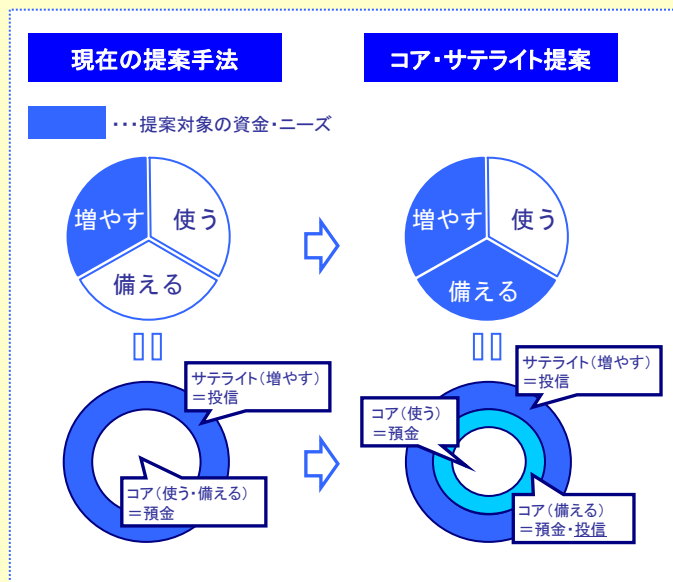 現在の提案手法
コア・サテライト提案
・・・提案対象の資金・ニーズ
増やす
使う
備える
増やす
使う
備える
サテライト(増やす)
=投信
コア(使う・備える)
=預金
サテライト(増やす)
=投信
コア(使う)
=預金
コア(備える)
=預金・投信